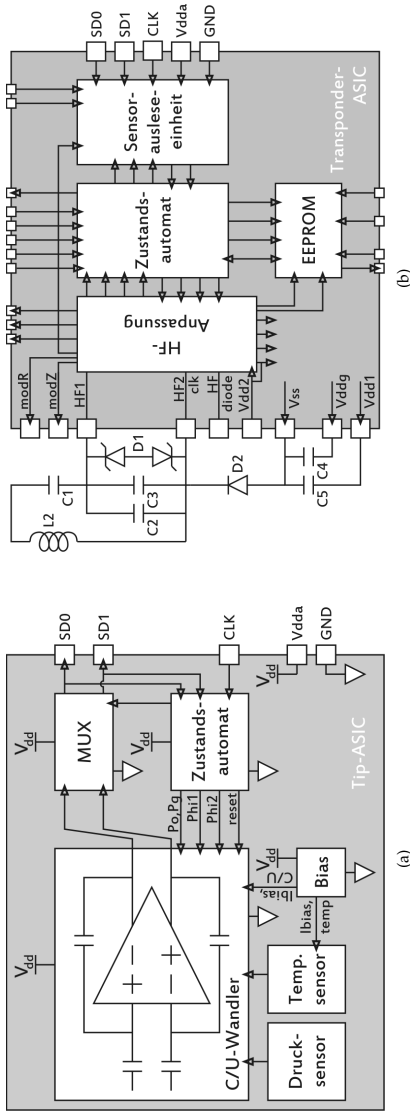 Vdd
C/U-Wandler
Druck-
sensor
Temp.
sensor
Bias
Vdd
Ibias,
C/U
Ibias,
temp
Vdd
MUX
SD0
SD1
Vdd
Zustands-
automat
Po,Pg
Phi1
Phi2
reset
CLK
Vdd
Vdda
GND
Tip-ASIC
(a)
L2
C1
C2
C3
D1
D2
C5
C4
modR
modZ
HF1
HF2
clk
HF
diode
Vdd2
Vss
Vddg
Vdd1
HF-
Anpassung
Zustands-
automat
EEPROM
Sensor-
auslese-
einheit
SD0
SD1
CLK
Vdda
GND
Transponder-
ASIC
(b)